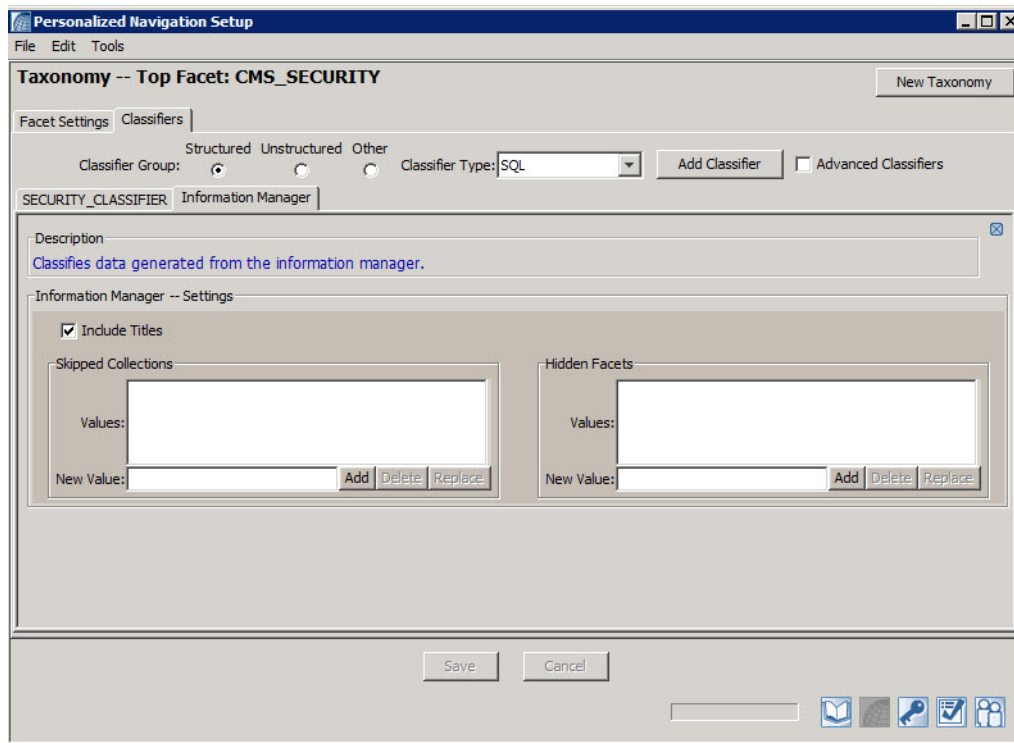 Personalized Navigation Setup
File Edit Tools
Taxonomy -- Top Facet: CMS_SECURITY
New Taxonomy
Facet Settings Classifiers
Structured Unstructured Other
Classifier Group: Classifier Type: SQL Add Classifier Advanced Classifiers
SECURITY_CLASSIFIER Information Manager
Description
Classifies data generated from the information manager.
Information Manager -- Settings
Include Titles
Skipped Collections Hidden Facets
Values: Values:
New Value: Add Delete Replace New Value: Add Delete Replace
Save Cancel